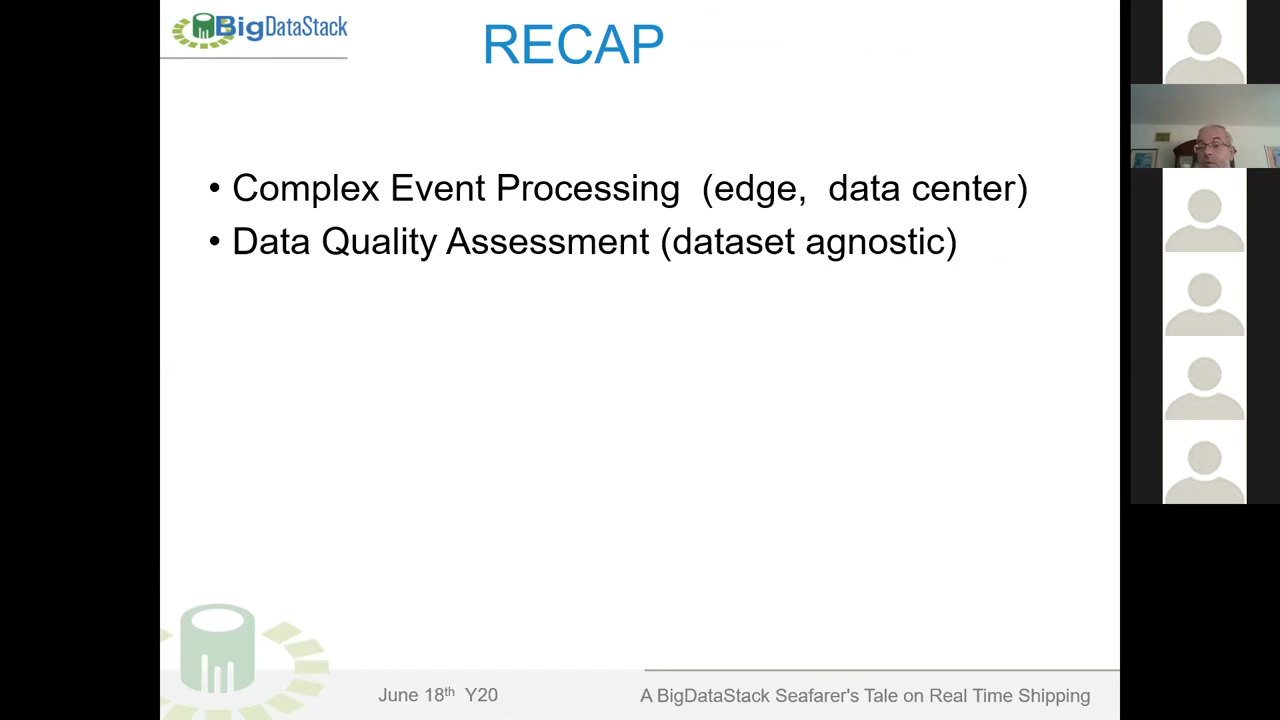 BigDataStack
RECAP
• Complex Event Processing (edge, data center)
• Data Quality Assessment (dataset agnostic)
June 18th Y20
A BigDataStack Seafarer's Tale on Real Time Shipping